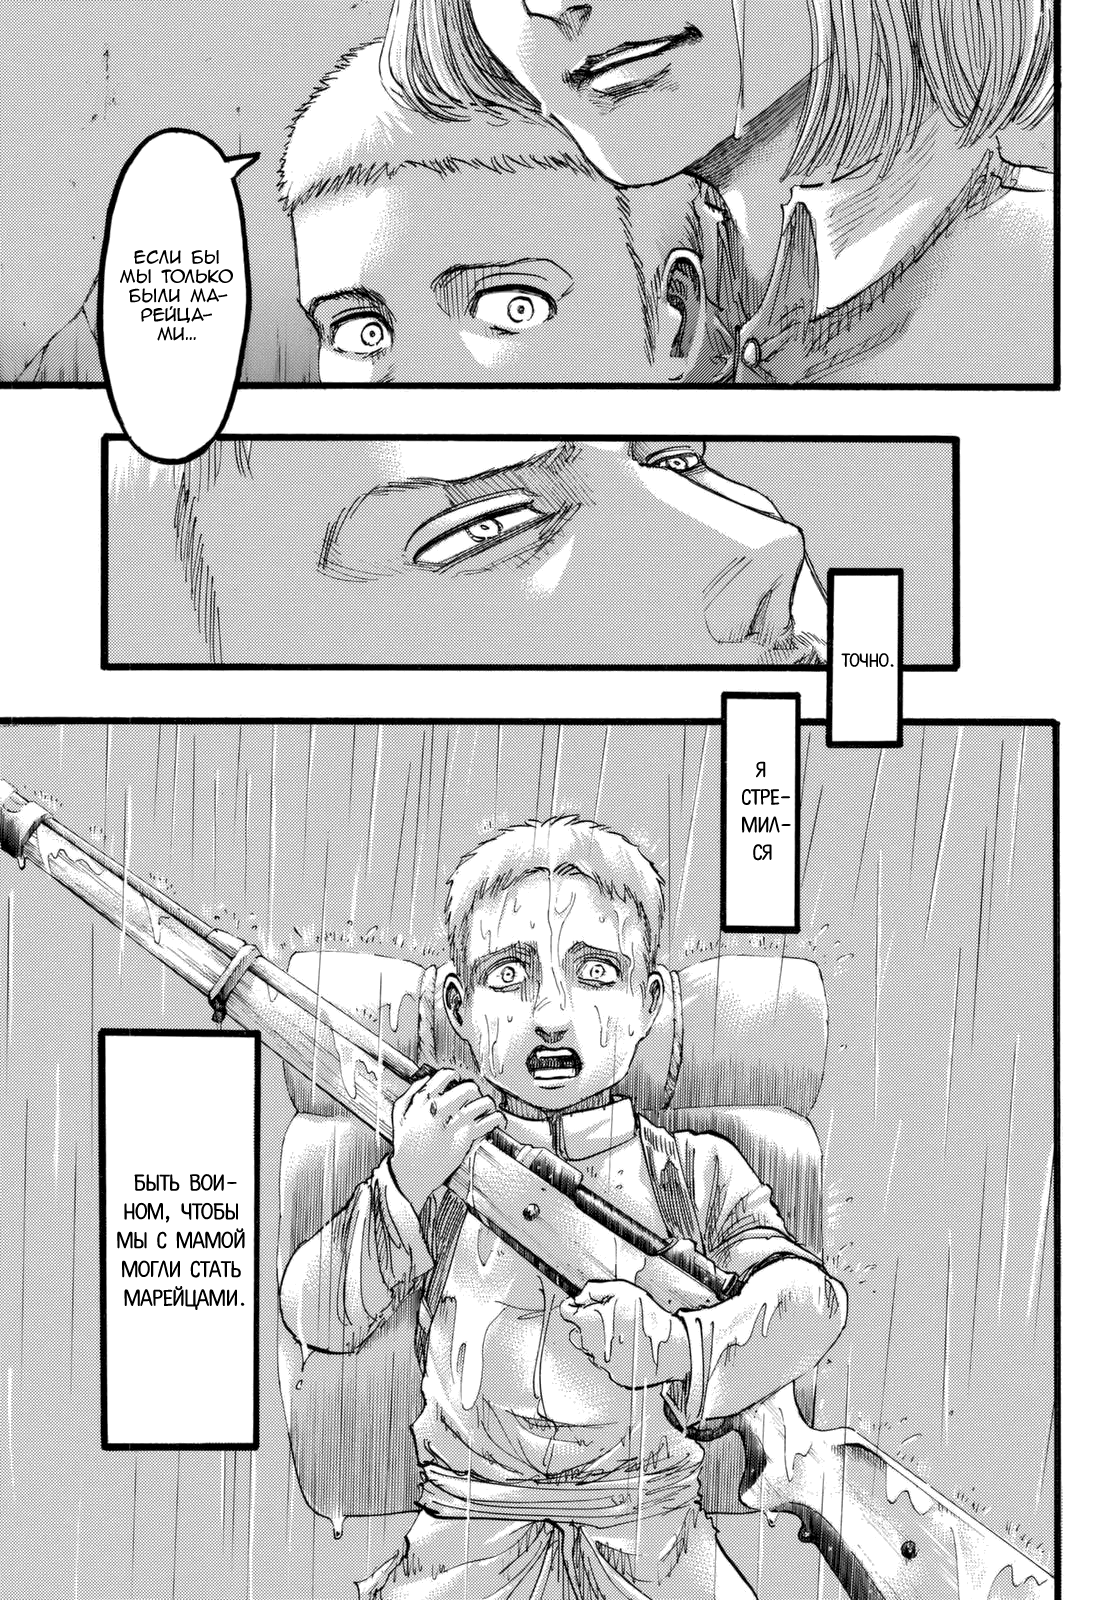 ЕСЛИ БЫ
МЫ ТОЛЬКО
БЫЛИ МА-
РЕЙЦА-
МИ...
ТОЧНО.
Я
СТРЕ-
МИЛ-
СЯ
БЫТЬ ВОИ-
НОМ, ЧТОБЫ
МЫ С МАМОЙ
МОГЛИ СТАТЬ
МАРЕЙЦАМИ.